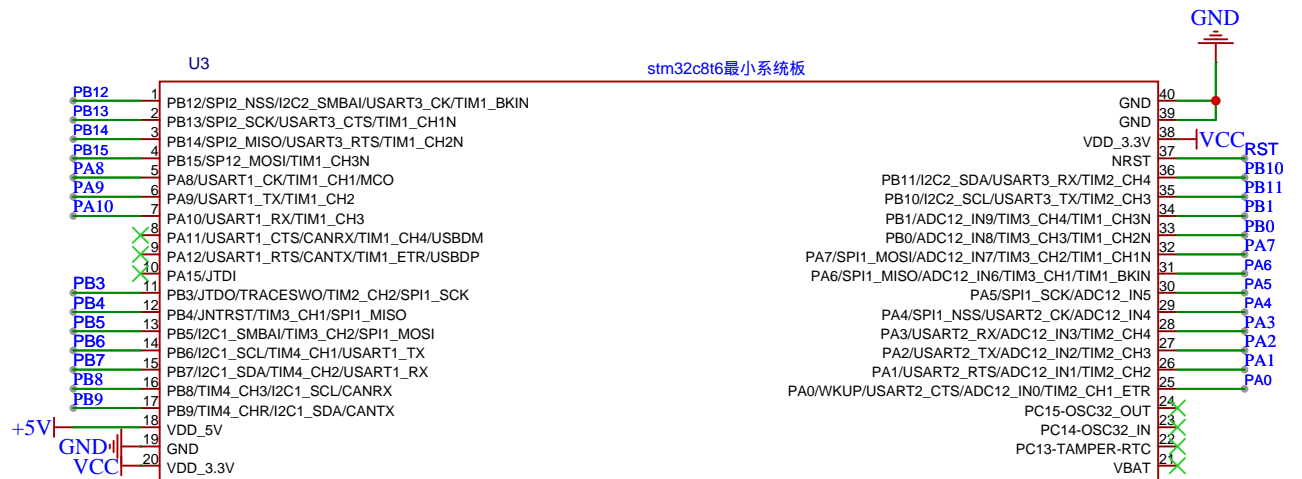 GND
U3
stm32c8t6最小系统板
PB12 1 PB12/SPI2_NSS/I2C2_SMBAI/USART3_CK/TIM1_BKIN
PB13 2 PB13/SPI2_SCK/USART3_CTS/TIM1_CH1N
PB14 3 PB14/SPI2_MISO/USART3_RTS/TIM1_CH2N
PB15 4 PB15/SP12_MOSI/TIM1_CH3N
PA8 5 PA8/USART1_CK/TIM1_CH1/MCO
PA9 6 PA9/USART1_TX/TIM1_CH2
PA10 7 PA10/USART1_RX/TIM1_CH3
8 PA11/USART1_CTS/CANRX/TIM1_CH4/USBDM
9 PA12/USART1_RTS/CANTX/TIM1_ETR/USBDP
10 PA15/JTDI
PB3 11 PB3/JTDO/TRACESWO/TIM2_CH2/SPI1_SCK
PB4 12 PB4/JNTRST/TIM3_CH1/SPI1_MISO
PB5 13 PB5/I2C1_SMBAI/TIM3_CH2/SPI1_MOSI
PB6 14 PB6/I2C1_SCL/TIM4_CH1/USART1_TX
PB7 15 PB7/I2C1_SDA/TIM4_CH2/USART1_RX
PB8 16 PB8/TIM4_CH3/I2C1_SCL/CANRX
PB9 17 PB9/TIM4_CHR/I2C1_SDA/CANTX
+5V 18 VDD_5V
GND 19 GND
VCC 20 VDD_3.3V
GND 40
GND 39
VDD_3.3V 38 VCC
NRST 37 RST
PB11/I2C2_SDA/USART3_RX/TIM2_CH4 36 PB10
PB10/I2C2_SCL/USART3_TX/TIM2_CH3 35 PB11
PB1/ADC12_IN9/TIM3_CH4/TIM1_CH3N 34 PB1
PB0/ADC12_IN8/TIM3_CH3/TIM1_CH2N 33 PB0
PA7/SPI1_MOSI/ADC12_IN7/TIM3_CH2/TIM1_CH1N 32 PA7
PA6/SPI1_MISO/ADC12_IN6/TIM3_CH1/TIM1_BKIN 31 PA6
PA5/SPI1_SCK/ADC12_IN5 30 PA5
PA4/SPI1_NSS/USART2_CK/ADC12_IN4 29 PA4
PA3/USART2_RX/ADC12_IN3/TIM2_CH4 28 PA3
PA2/USART2_TX/ADC12_IN2/TIM2_CH3 27 PA2
PA1/USART2_RTS/ADC12_IN1/TIM2_CH2 26 PA1
PA0/WKUP/USART2_CTS/ADC12_IN0/TIM2_CH1_ETR 25 PA0
PC15-OSC32_OUT 24
PC14-OSC32_IN 23
PC13-TAMPER-RTC 22
VBAT 21